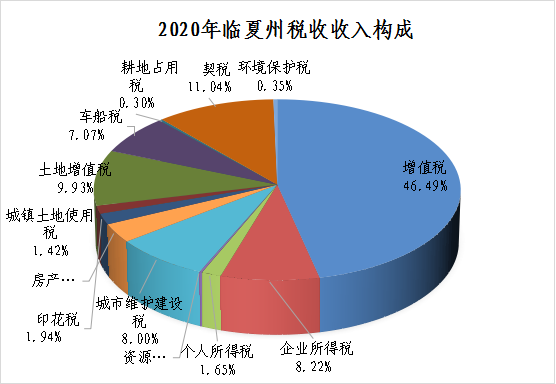 2020年临夏州税收收入构成
耕地占用
税
0.30%
契税
11.04%
环境保护税
0.35%
车船税
7.07%
增值税
46.49%
土地增值税
9.93%
城镇土地使用
税
1.42%
房产…
印花税
1.94%
城市维护建设
税
8.00%
资源…
个人所得税
1.65%
企业所得税
8.22%